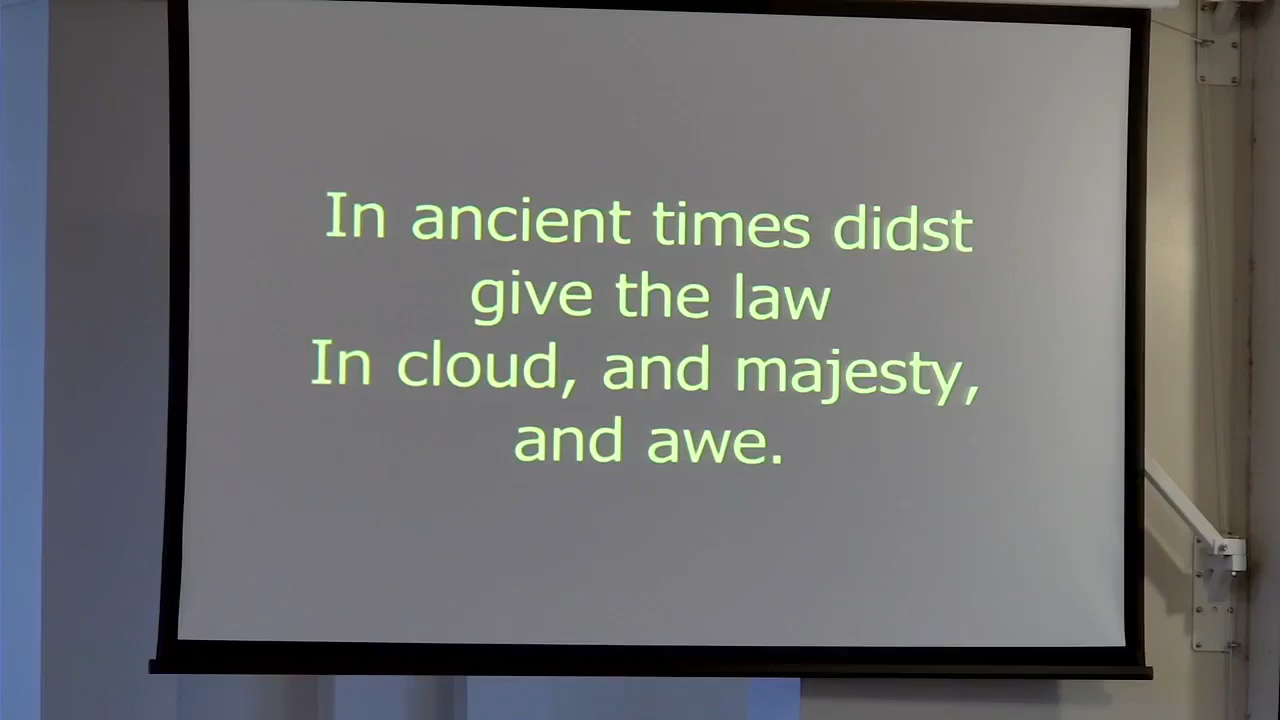 In ancient times didst
give the law
In cloud, and majesty,
and awe.